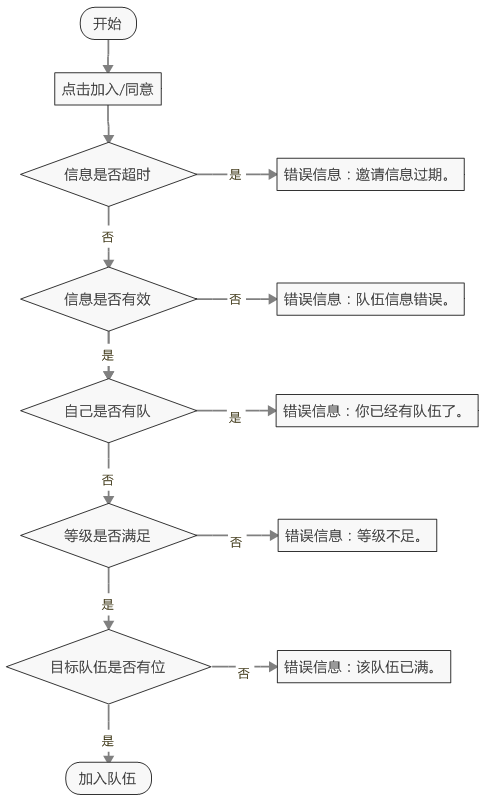 开始
点击加入/同意
信息是否超时
是
错误信息：邀请信息过期。
否
信息是否有效
否
错误信息：队伍信息错误。
是
自己是否有队
是
错误信息：你已经有队伍了。
否
等级是否满足
否
错误信息：等级不足。
是
目标队伍是否有位
否
错误信息：该队伍已满。
是
加入队伍